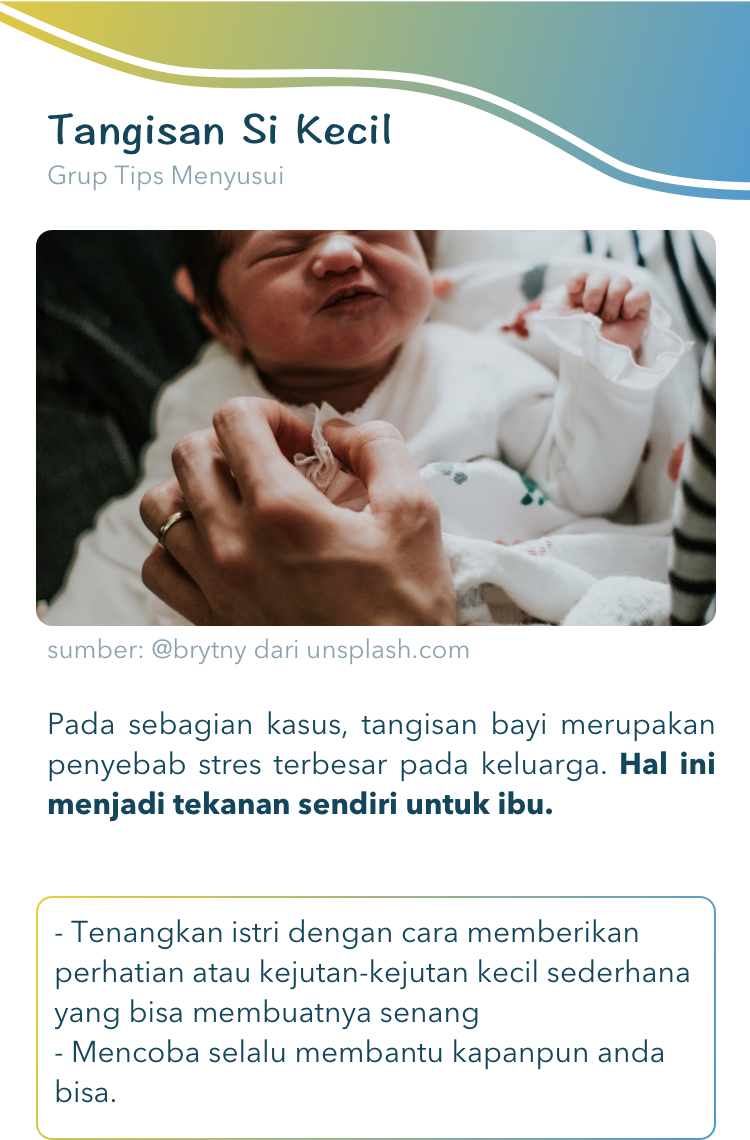 Tangisan Si Kecil
Grup Tips Menyusui
sumber: @brytny dari unsplash.com
Pada sebagian kasus, tangisan bayi merupakan
penyebab stres terbesar pada keluarga. Hal ini
menjadi tekanan sendiri untuk ibu.
- Tenangkan istri dengan cara memberikan
perhatian atau kejutan-kejutan kecil sederhana
yang bisa membuatnya senang
- Mencoba selalu membantu kapanpun anda
bisa.